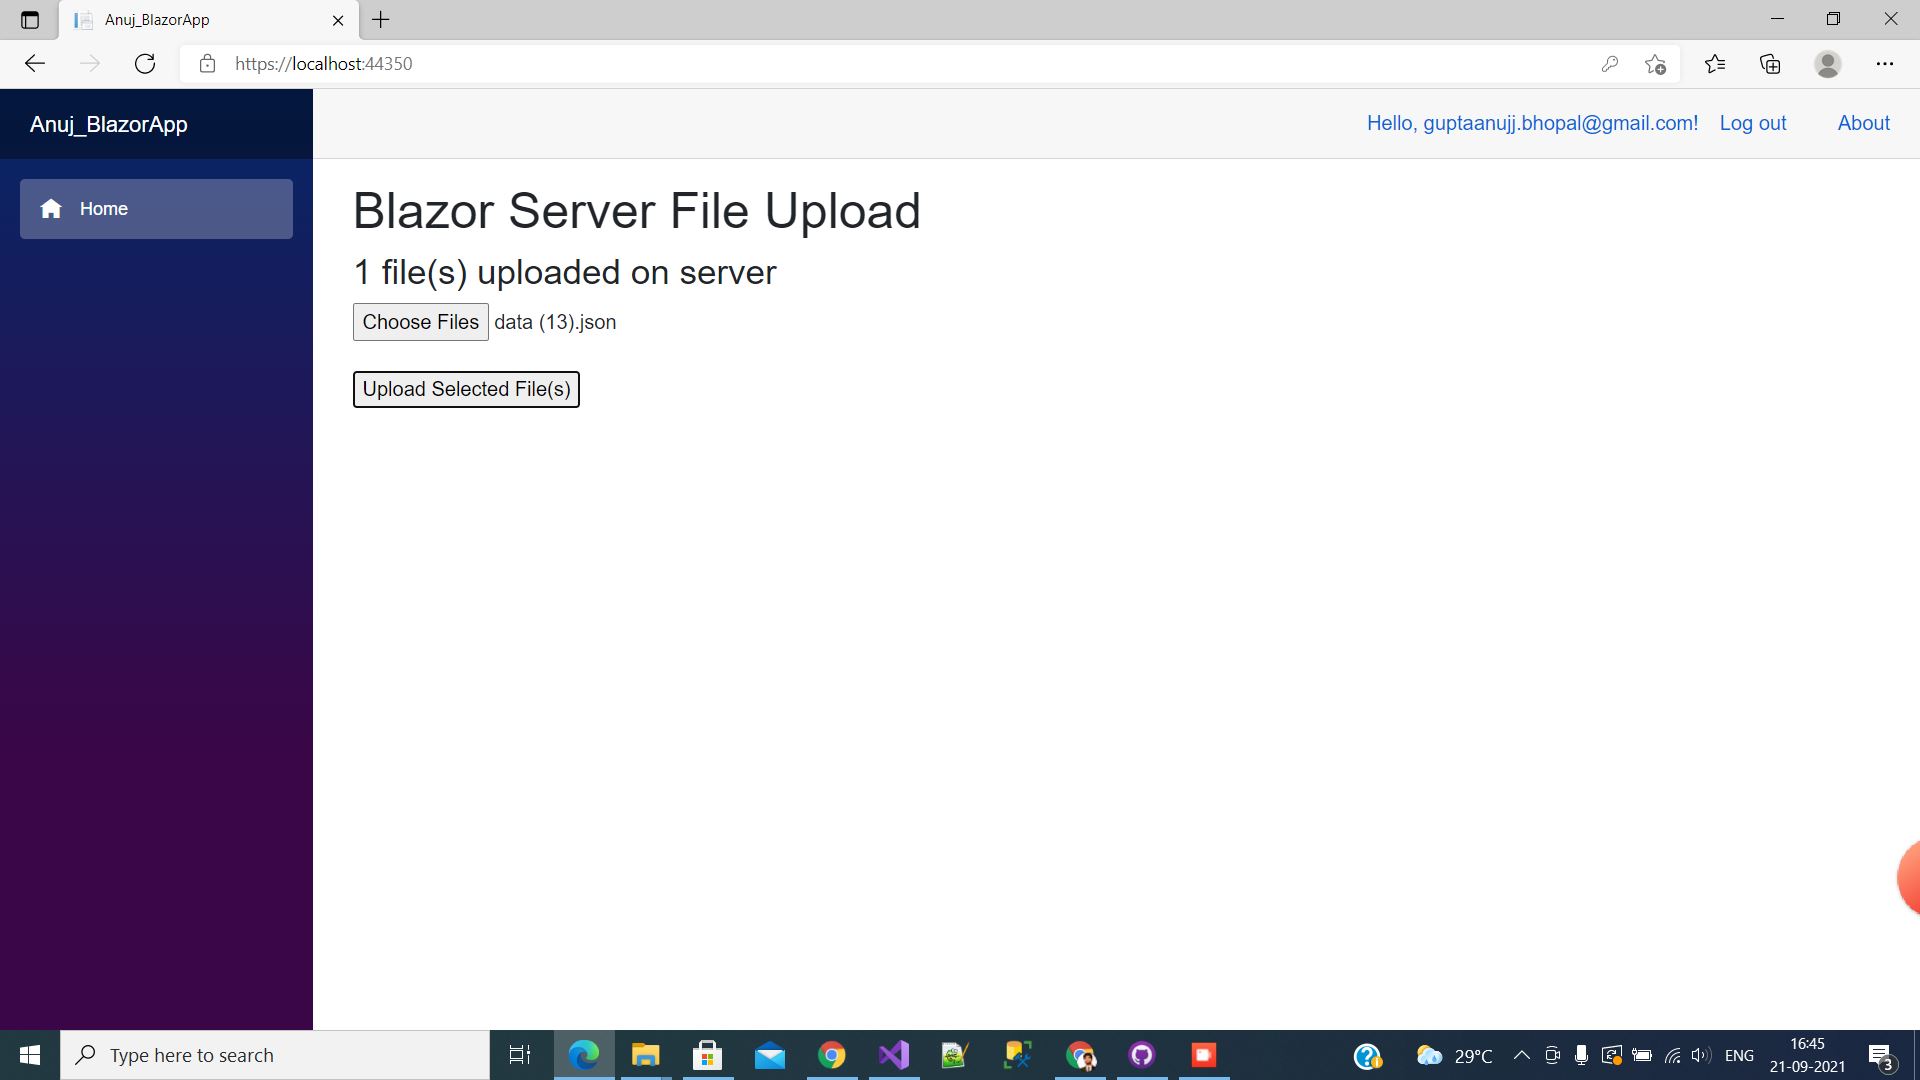 Anuj_BlazorApp
https://localhost:44350
Anuj_BlazorApp
Hello, guptaanujj.bhopal@gmail.com! Log out About
Home
Blazor Server File Upload
1 file(s) uploaded on server
Choose Files data (13).json
Upload Selected File(s)
Type here to search
29°C
ENG
16:45
21-09-2021
3